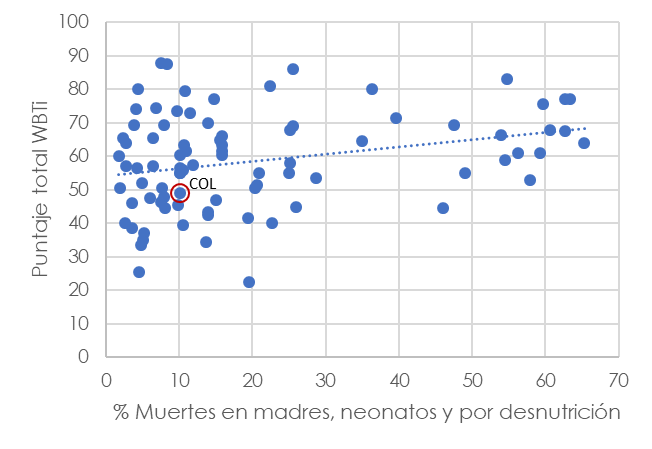 100
90
80
70
60
50
40
30
20
10
0
Puntaje total WBTi
COL
0 10 20 30 40 50 60 70
% Muertes en madres, neonatos y por desnutrición